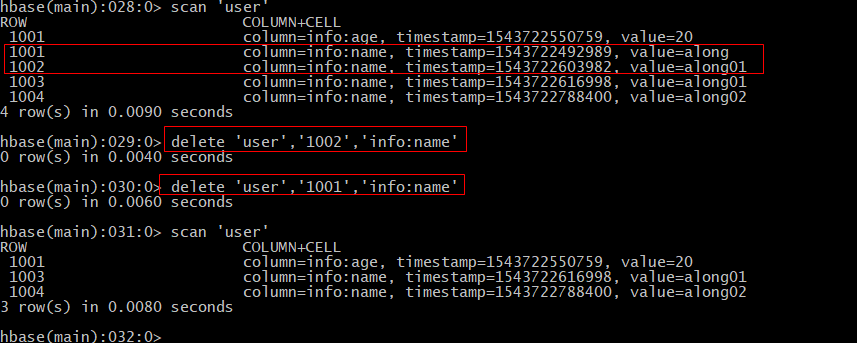 hbase(main):028:0> scan 'user'
ROW COLUMN+CELL
1001 column=info:age, timestamp=1543722550759, value=20
1001 column=info:name, timestamp=1543722492989, value=along
1002 column=info:name, timestamp=1543722603982, value=along01
1003 column=info:name, timestamp=1543722616998, value=along01
1004 column=info:name, timestamp=1543722788400, value=along02
4 row(s) in 0.0090 seconds
hbase(main):029:0> delete 'user','1002','info:name'
0 row(s) in 0.0040 seconds
hbase(main):030:0> delete 'user','1001','info:name'
0 row(s) in 0.0060 seconds
hbase(main):031:0> scan 'user'
ROW COLUMN+CELL
1001 column=info:age, timestamp=1543722550759, value=20
1003 column=info:name, timestamp=1543722616998, value=along01
1004 column=info:name, timestamp=1543722788400, value=along02
3 row(s) in 0.0080 seconds
hbase(main):032:0>